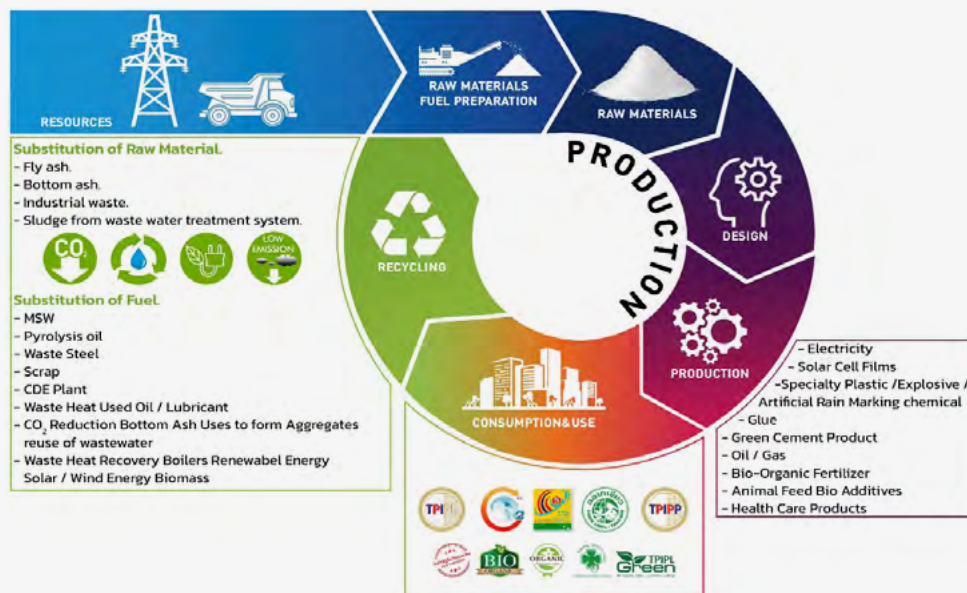 RESOURCES
RAW MATERIALS
FUEL PREPARATION
RAW MATERIALS
DESIGN
PRODUCTION
PRODUCTION
CONSUMPTION&USE
RECYCLING
Substitution of Raw Material.
- Fly ash.
- Bottom ash.
- Industrial waste.
- Sludge from waste water treatment system.
CO₂
LOW
EMISSION
Substitution of Fuel.
- MSW
- Pyrolysis oil
- Waste Steel
- Scrap
- CDE Plant
- Waste Heat Used Oil / Lubricant
- CO₂ Reduction Bottom Ash Uses to form Aggregates
reuse of wastewater
- Waste Heat Recovery Boilers Renewabel Energy
Solar / Wind Energy Biomass
- Electricity
- Solar Cell Films
-Specialty Plastic /Explosive /
Artificial Rain Marking chemical
- Glue
- Green Cement Product
- Oil / Gas
- Bio-Organic Fertilizer
- Animal Feed Bio Additives
- Health Care Products
TPIPP
BIO
ORGANIC
ORGANIC
TPIPL
Green